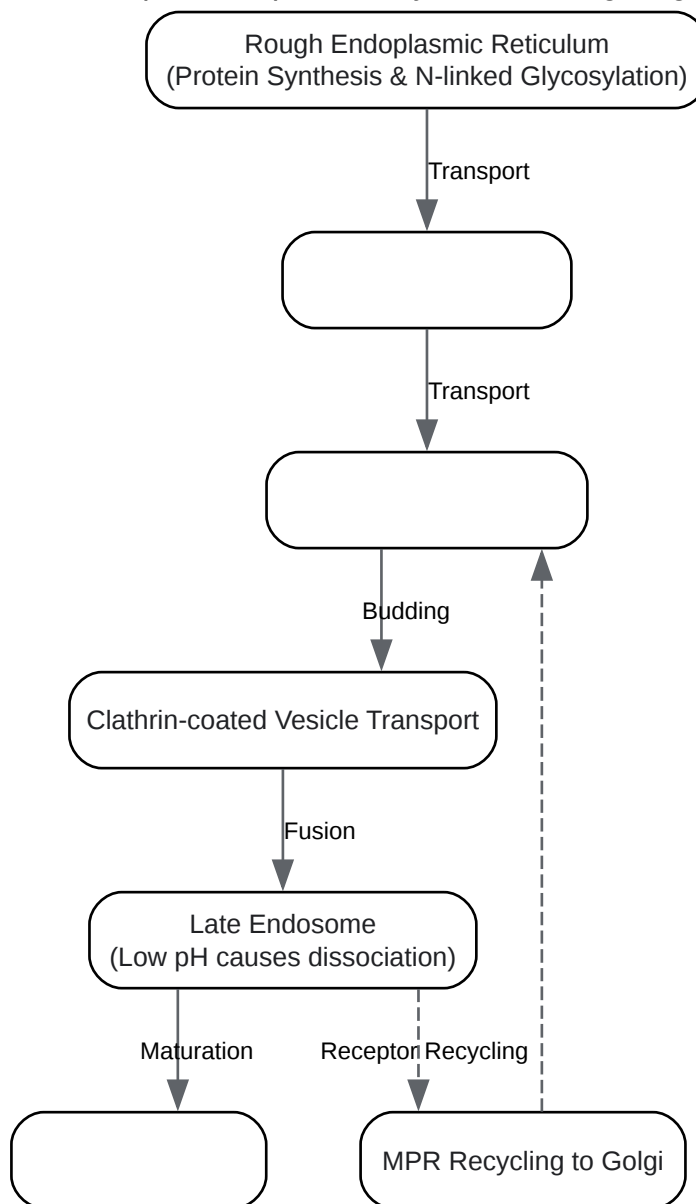 Rough Endoplasmic Reticulum
(Protein Synthesis & N-linked Glycosylation)
Transport
Transport
Budding
Clathrin-coated Vesicle Transport
Fusion
Late Endosome
(Low pH causes dissociation)
Maturation
Receptor Recycling
MPR Recycling to Golgi